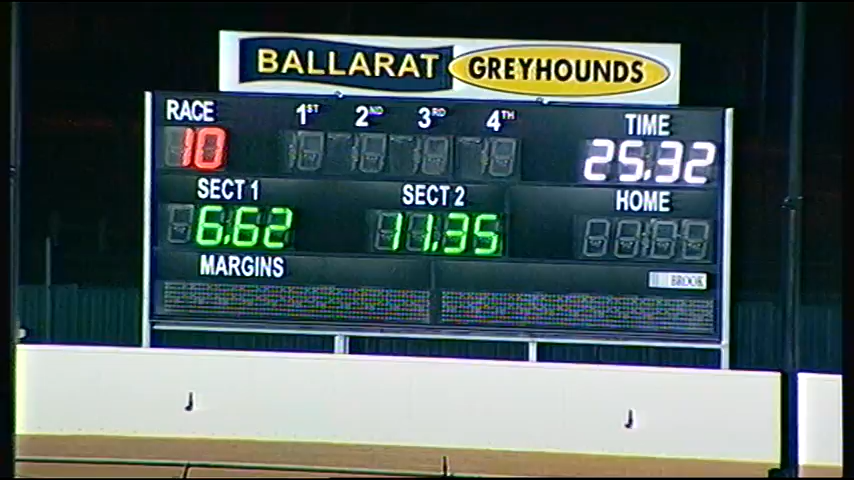 BALLARAT GREYHOUNDS
RACE 1ST 2ND 3RD 4TH TIME
10 25.32
SECT 1 SECT 2 HOME
6.62 11.35
MARGINS
BROOK